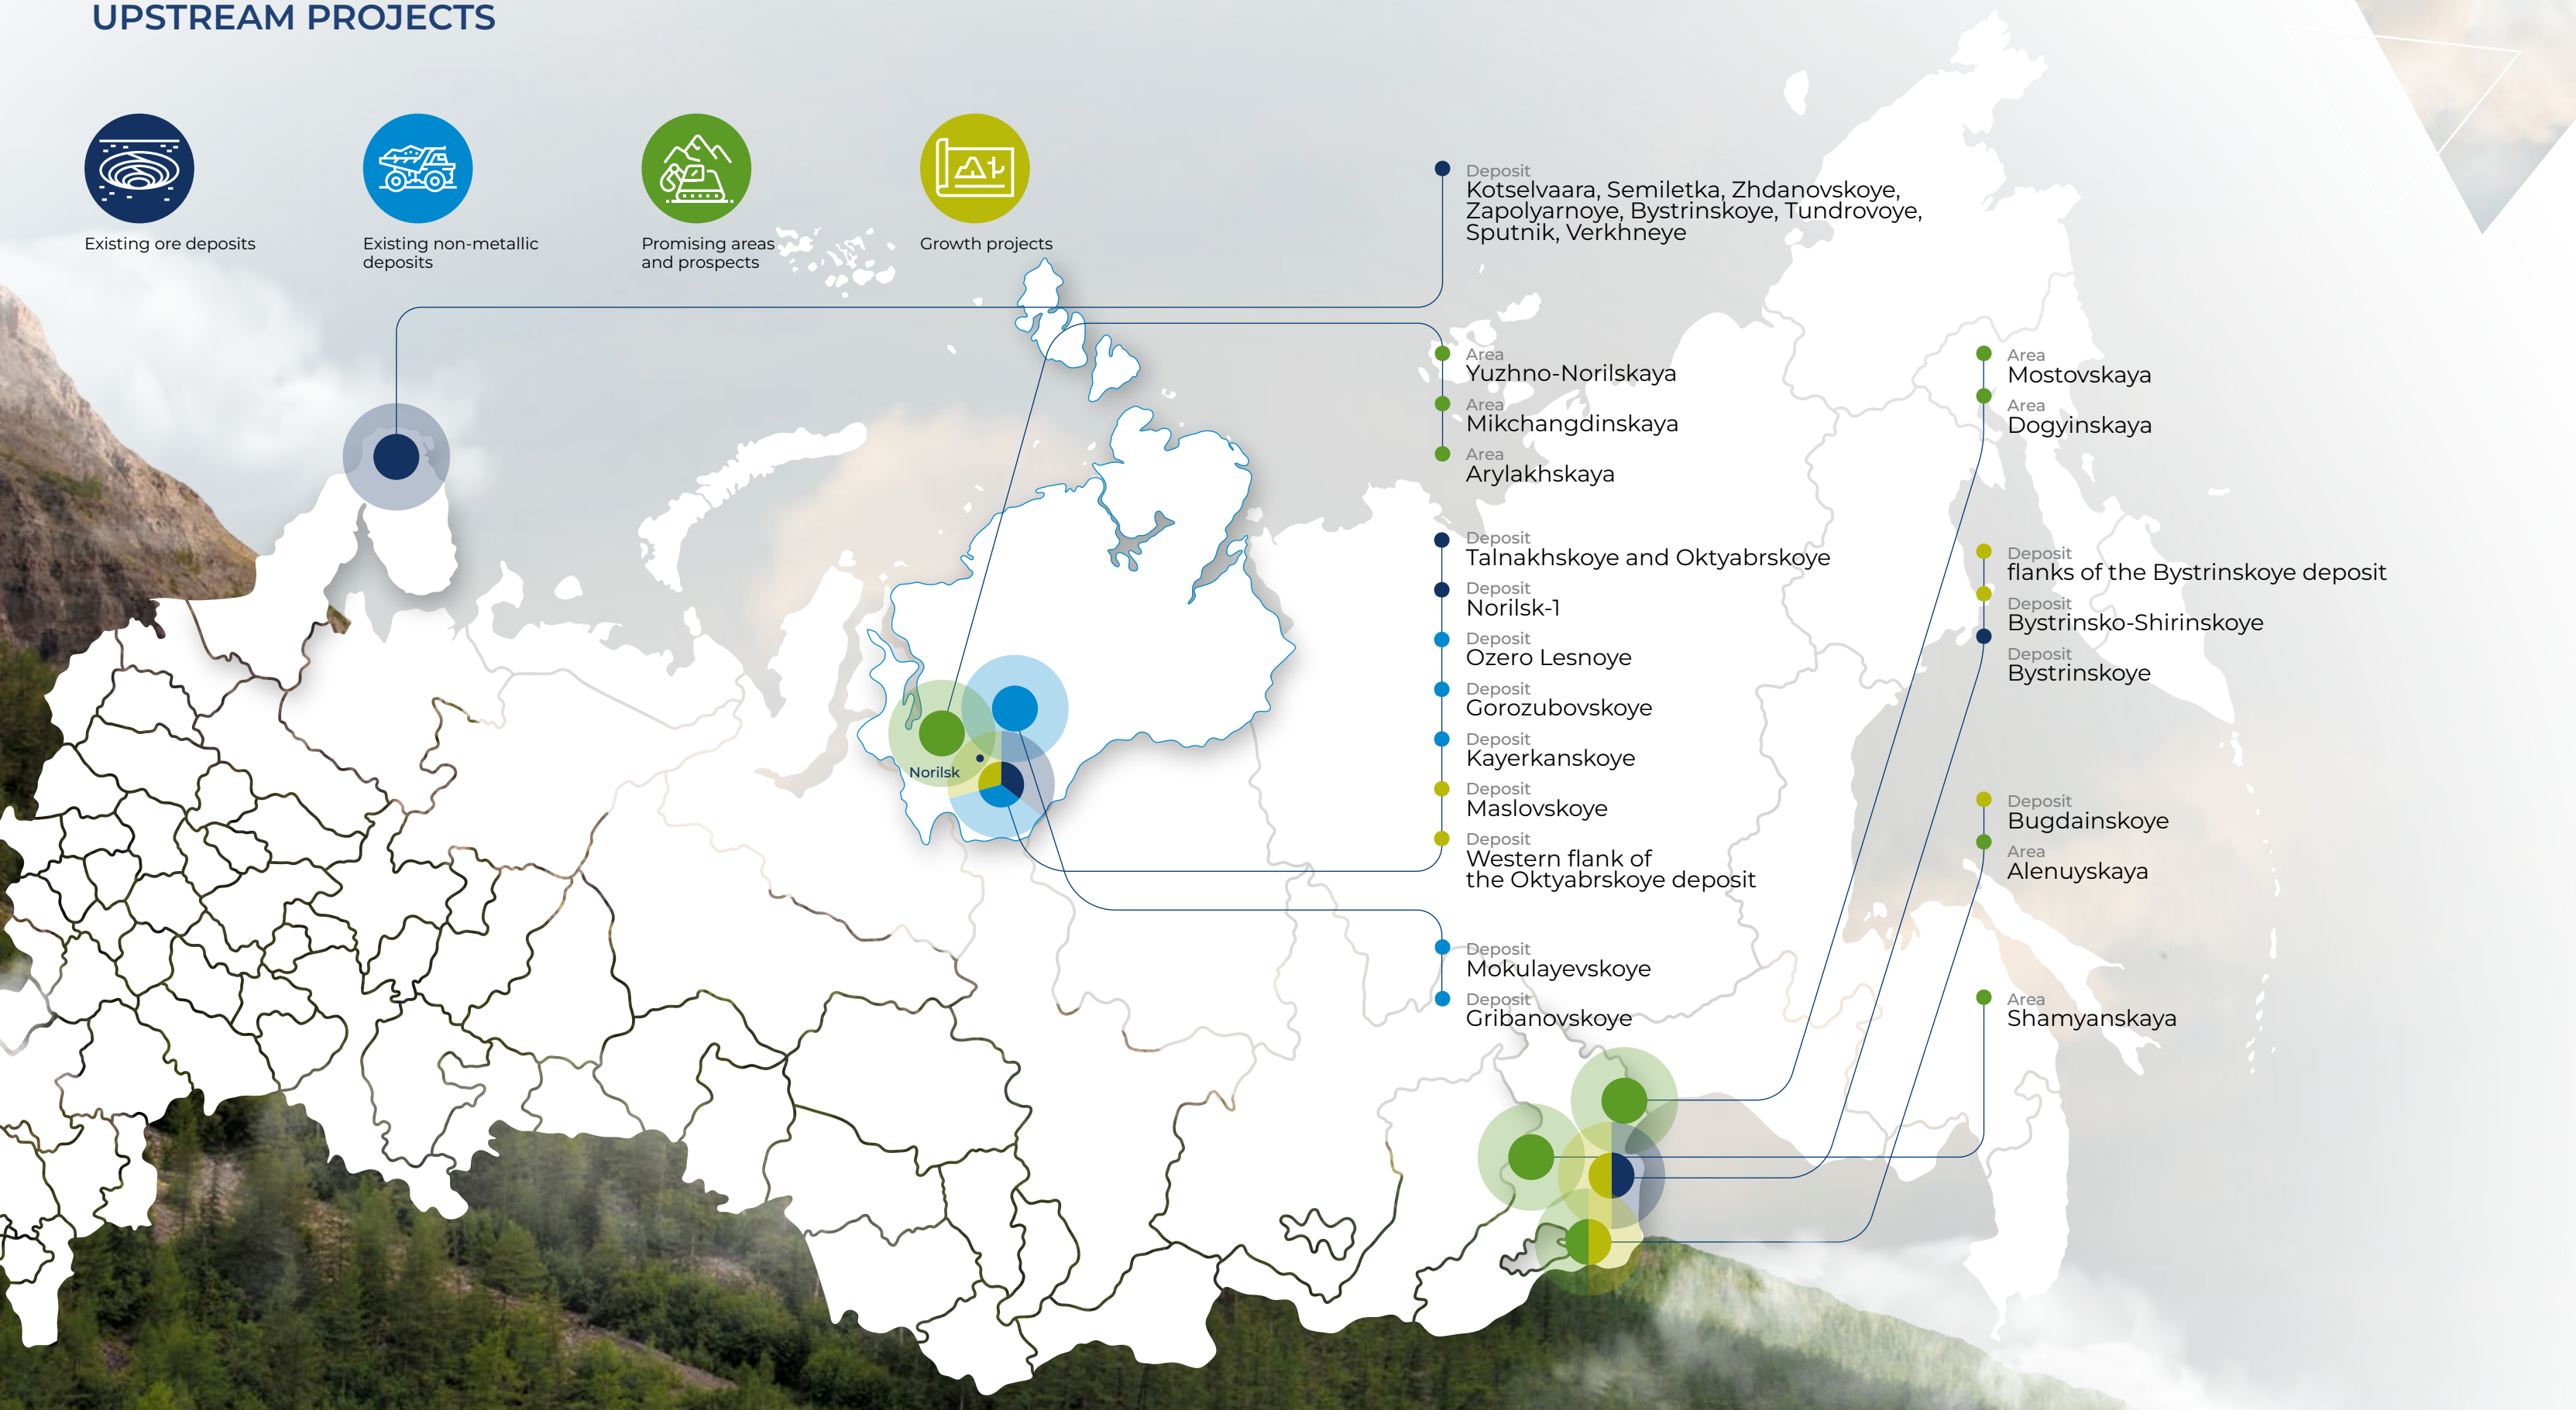 UPSTREAM PROJECTS
Existing ore deposits
Existing non-metallic
deposits
Promising areas
and prospects
Growth projects
Deposit
Kotselvaara, Semiletka, Zhdanovskoye,
Zapolyarnoye, Bystrinskoye, Tundrovoye,
Sputnik, Verkhneye
Area
Yuzhno-Norilskaya
Area
Mikchangdinskaya
Area
Arylakhskaya
Deposit
Talnakhskoye and Oktyabrskoye
Deposit
Norilsk-1
Deposit
Ozero Lesnoye
Deposit
Gorozubovskoye
Deposit
Kayerkanskoye
Deposit
Maslovskoye
Deposit
Western flank of
the Oktyabrskoye deposit
Deposit
Mokulayevskoye
Deposit
Gribanovskoye
Area
Mostovskaya
Area
Dogyinskaya
Deposit
flanks of the Bystrinskoye deposit
Deposit
Bystrinsko-Shirinskoye
Deposit
Bystrinskoye
Deposit
Bugdainskoye
Area
Alenuyskaya
Area
Shamyanskaya
Norilsk